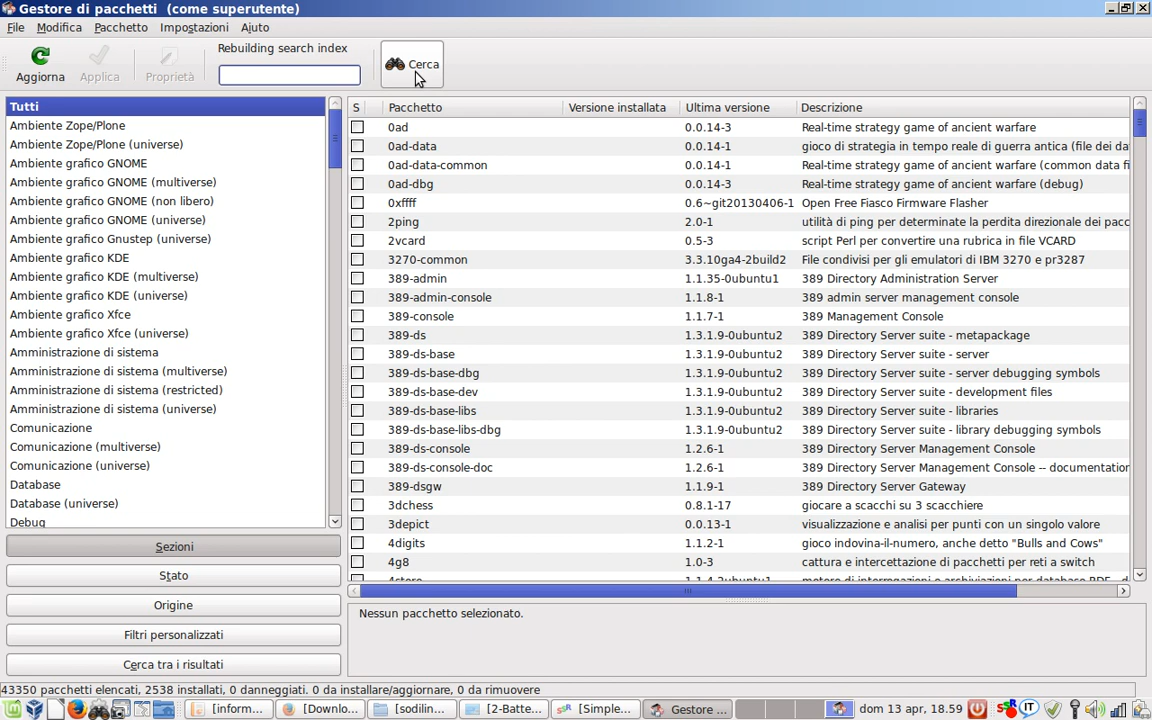 Gestore di pacchetti (come superutente)
File Modifica Pacchetto Impostazioni Aiuto
Aggiorna Applica Proprietà Rebuilding search index Cerca
Tutti
Ambiente Zope/Plone
Ambiente Zope/Plone (universe)
Ambiente grafico GNOME
Ambiente grafico GNOME (multiverse)
Ambiente grafico GNOME (non libero)
Ambiente grafico GNOME (universe)
Ambiente grafico Gnustep (universe)
Ambiente grafico KDE
Ambiente grafico KDE (multiverse)
Ambiente grafico KDE (universe)
Ambiente grafico Xfce
Ambiente grafico Xfce (universe)
Amministrazione di sistema
Amministrazione di sistema (multiverse)
Amministrazione di sistema (restricted)
Amministrazione di sistema (universe)
Comunicazione
Comunicazione (multiverse)
Comunicazione (universe)
Database
Database (universe)
Debug
Sezioni
Stato
Origine
Filtri personalizzati
Cerca tra i risultati
S Pacchetto Versione installata Ultima versione Descrizione
0ad 0.0.14-3 Real-time strategy game of ancient warfare
0ad-data 0.0.14-1 gioco di strategia in tempo reale di guerra antica (file dei da
0ad-data-common 0.0.14-1 Real-time strategy game of ancient warfare (common data fi
0ad-dbg 0.0.14-3 Real-time strategy game of ancient warfare (debug)
0xffff 0.6~git20130406-1 Open Free Fiasco Firmware Flasher
2ping 2.0-1 utilità di ping per determinate la perdita direzionale dei pacc
2vcard 0.5-3 script Perl per convertire una rubrica in file VCARD
3270-common 3.3.10ga4-2build2 File condivisi per gli emulatori di IBM 3270 e pr3287
389-admin 1.1.35-0ubuntu1 389 Directory Administration Server
389-admin-console 1.1.8-1 389 admin server management console
389-console 1.1.7-1 389 Management Console
389-ds 1.3.1.9-0ubuntu2 389 Directory Server suite - metapackage
389-ds-base 1.3.1.9-0ubuntu2 389 Directory Server suite - server
389-ds-base-dbg 1.3.1.9-0ubuntu2 389 Directory Server suite - server debugging symbols
389-ds-base-dev 1.3.1.9-0ubuntu2 389 Directory Server suite - development files
389-ds-base-libs 1.3.1.9-0ubuntu2 389 Directory Server suite - libraries
389-ds-base-libs-dbg 1.3.1.9-0ubuntu2 389 Directory Server suite - library debugging symbols
389-ds-console 1.2.6-1 389 Directory Server Management Console
389-ds-console-doc 1.2.6-1 389 Directory Server Management Console -- documentation
389-dsgw 1.1.9-1 389 Directory Server Gateway
3dchess 0.8.1-17 giocare a scacchi su 3 scacchiere
3depict 0.0.13-1 visualizzazione e analisi per punti con un singolo valore
4digits 1.1.2-1 gioco indovina-il-numero, anche detto "Bulls and Cows"
4g8 1.0-3 cattura e intercettazione di pacchetti per reti a switch
4store 1.1.4-2ubuntu1 motore di interrogazioni e archiviazioni per database RDF - d
Nessun pacchetto selezionato.
43350 pacchetti elencati, 2538 installati, 0 danneggiati. 0 da installare/aggiornare, 0 da rimuovere
[inform... [Downlo... [sodilin... [2-Batte... [Simple... Gestore ... dom 13 apr, 18.59 IT